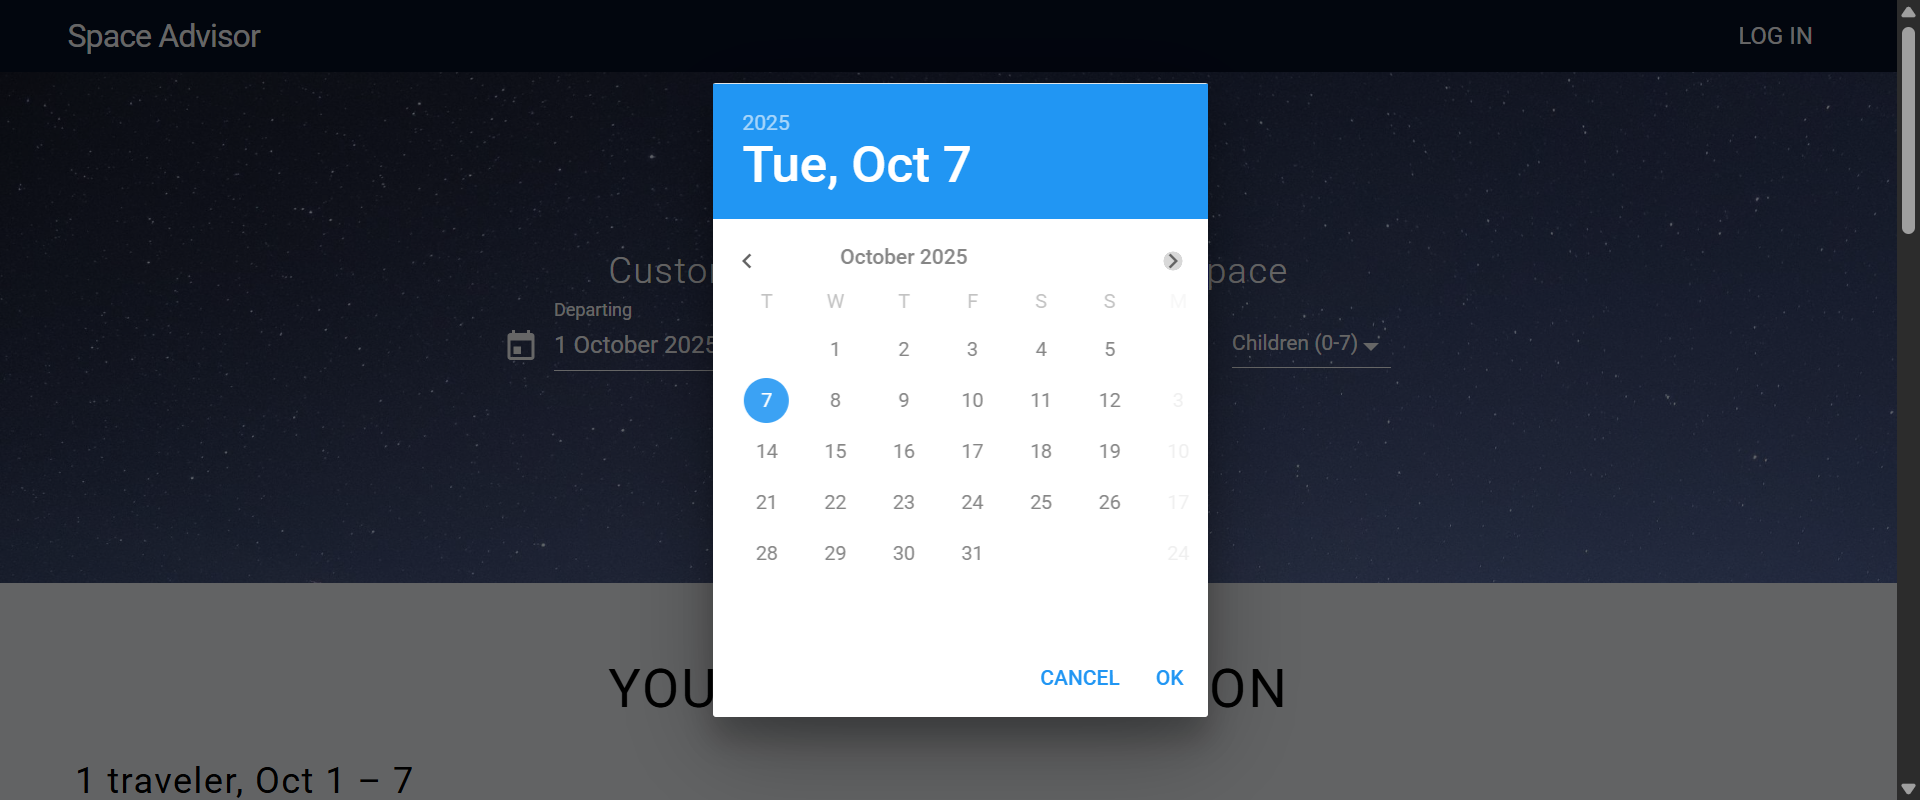 Space Advisor
LOG IN
2025
Tue, Oct 7
October 2025
Custo
pace
T W T F S S M
Departing
1 October 2025
Children (0-7)
1 2 3 4 5
7 8 9 10 11 12 3
14 15 16 17 18 19 10
21 22 23 24 25 26 17
28 29 30 31 24
CANCEL OK
YOU
ON
1 traveler, Oct 1 – 7